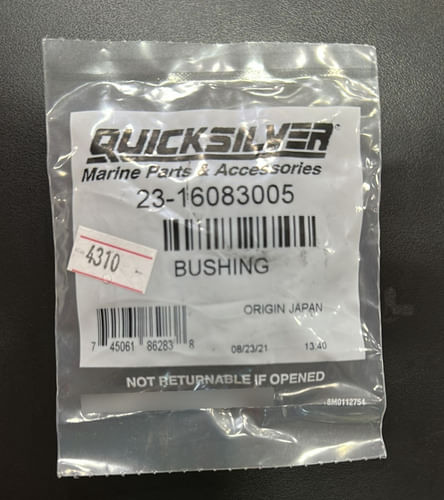 QUICKSILVER
Marine Parts & Accessories
23-16083005
4310 -
BUSHING
ORIGIN JAPAN
7 45061 86283 8
08/23/21 13:40
NOT RETURNABLE IF OPENED
8M0112754